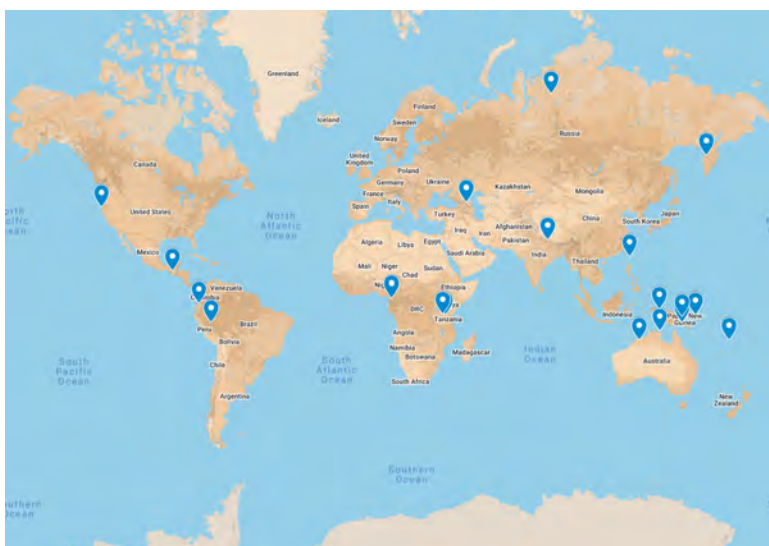 Greenland
Iceland
Finland
Sweden
Norway
Russia
Canada
United
Kingdom
Poland
Germany
Ukraine
Kazakhstan
France
Mongolia
Italy
Spain
Turkey
United States
North
Atlantic
Ocean
Afghanistan
China
South Korea
Japan
Iraq
Iran
Pakistan
Algeria
Libya
Egypt
Saudi Arabia
India
Mexico
Mali
Niger
Chad
Sudan
Thailand
Venezuela
Ethiopia
Indonesia
DRC
Tanzania
New
Guinea
Peru
Brazil
Bolivia
Angola
Namibia
Botswana
Madagascar
Indian
Ocean
Australia
South
Pacific
Ocean
Chile
South
Atlantic
Ocean
South Africa
Argentina
New
Zealand
Southern
Ocean